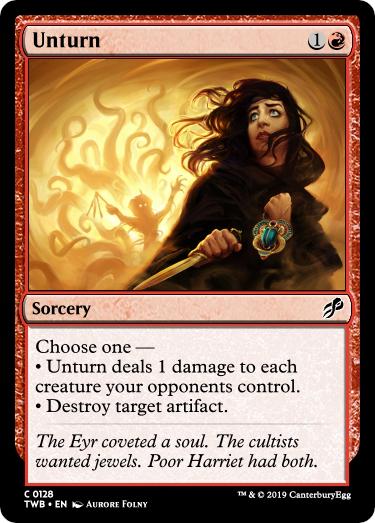 Unturn 1
Sorcery
Choose one —
• Unturn deals 1 damage to each
creature your opponents control.
• Destroy target artifact.
The Eyr coveted a soul. The cultists
wanted jewels. Poor Harriet had both.
C 0128
TWB • EN Aurore Folny ™ & © 2019 CanterburyEgg